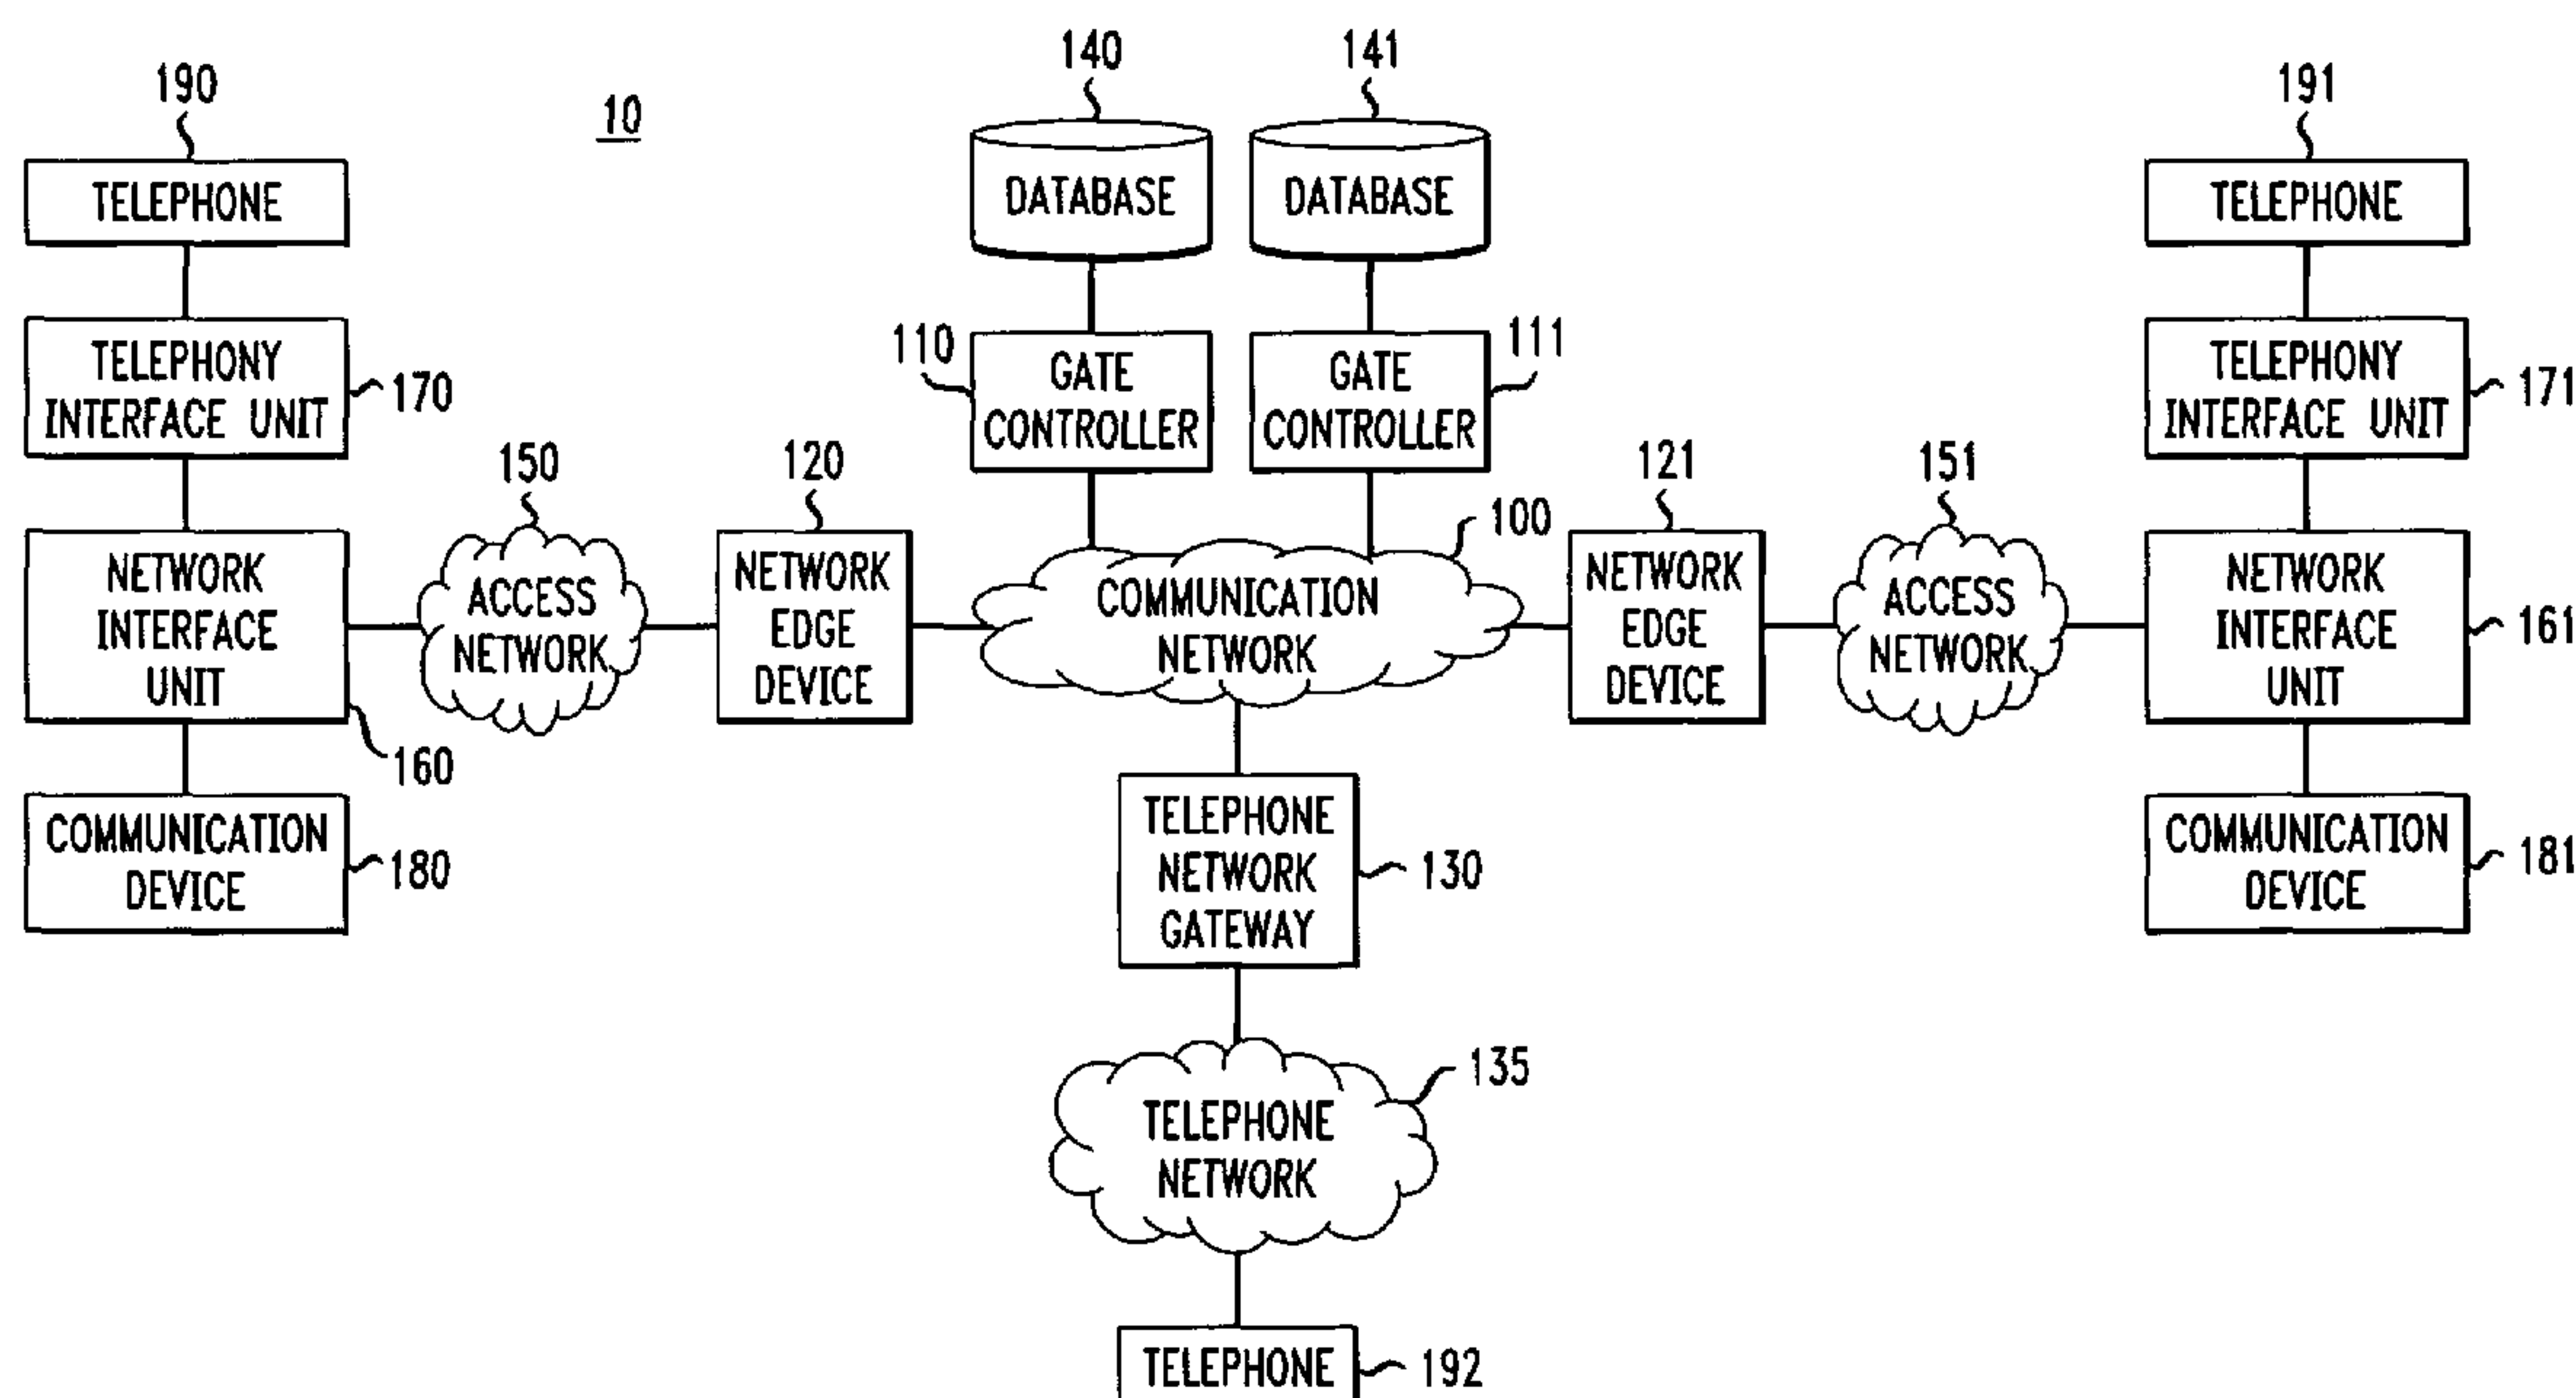 140
141
190
10
191
TELEPHONE
DATABASE
DATABASE
TELEPHONE
110
111
TELEPHONY
INTERFACE UNIT
170
GATE
CONTROLLER
GATE
CONTROLLER
TELEPHONY
INTERFACE UNIT
171
150
120
121
151
100
NETWORK
INTERFACE
UNIT
160
ACCESS
NETWORK
NETWORK
EDGE
DEVICE
COMMUNICATION
NETWORK
NETWORK
EDGE
DEVICE
ACCESS
NETWORK
NETWORK
INTERFACE
UNIT
161
COMMUNICATION
DEVICE
180
TELEPHONE
NETWORK
GATEWAY
130
COMMUNICATION
DEVICE
181
135
TELEPHONE
NETWORK
TELEPHONE
192